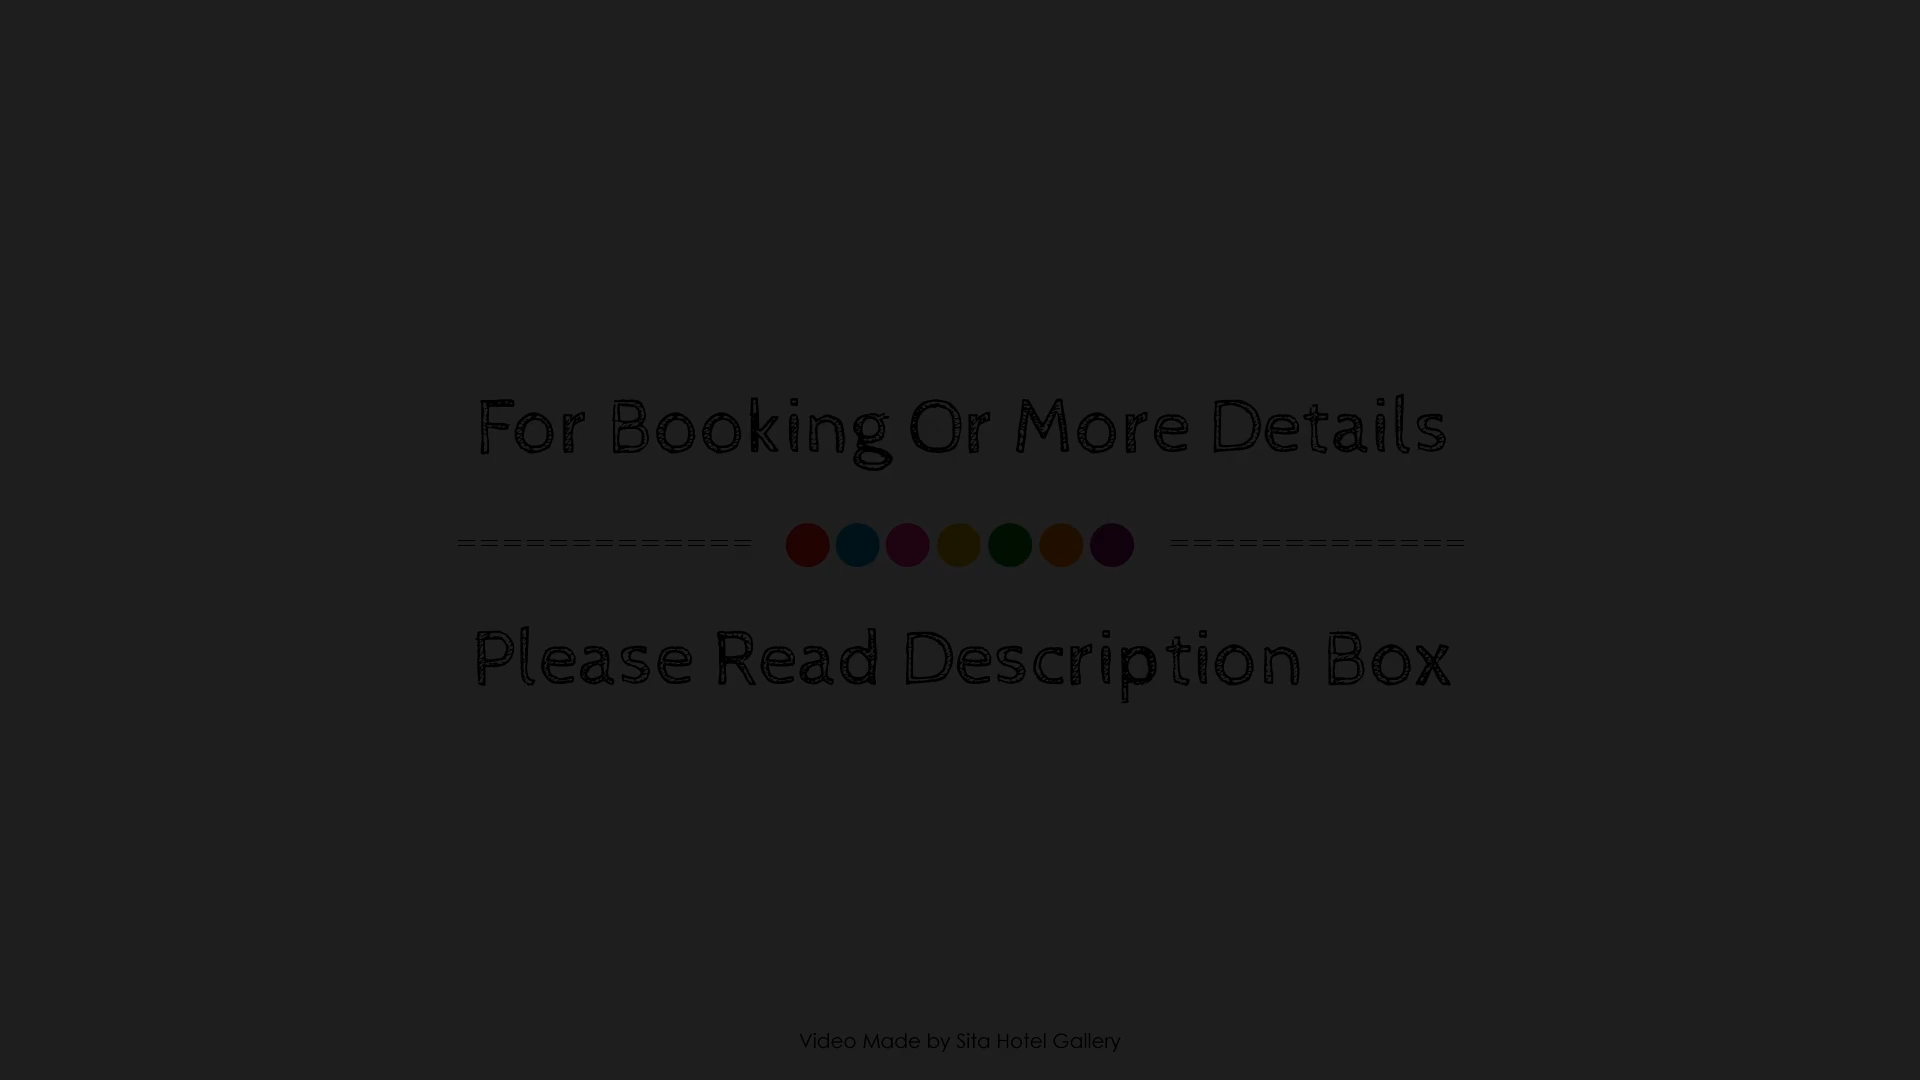 For Booking Or More Details
============= =============
Please Read Description Box
Video Made by Sita Hotel Gallery